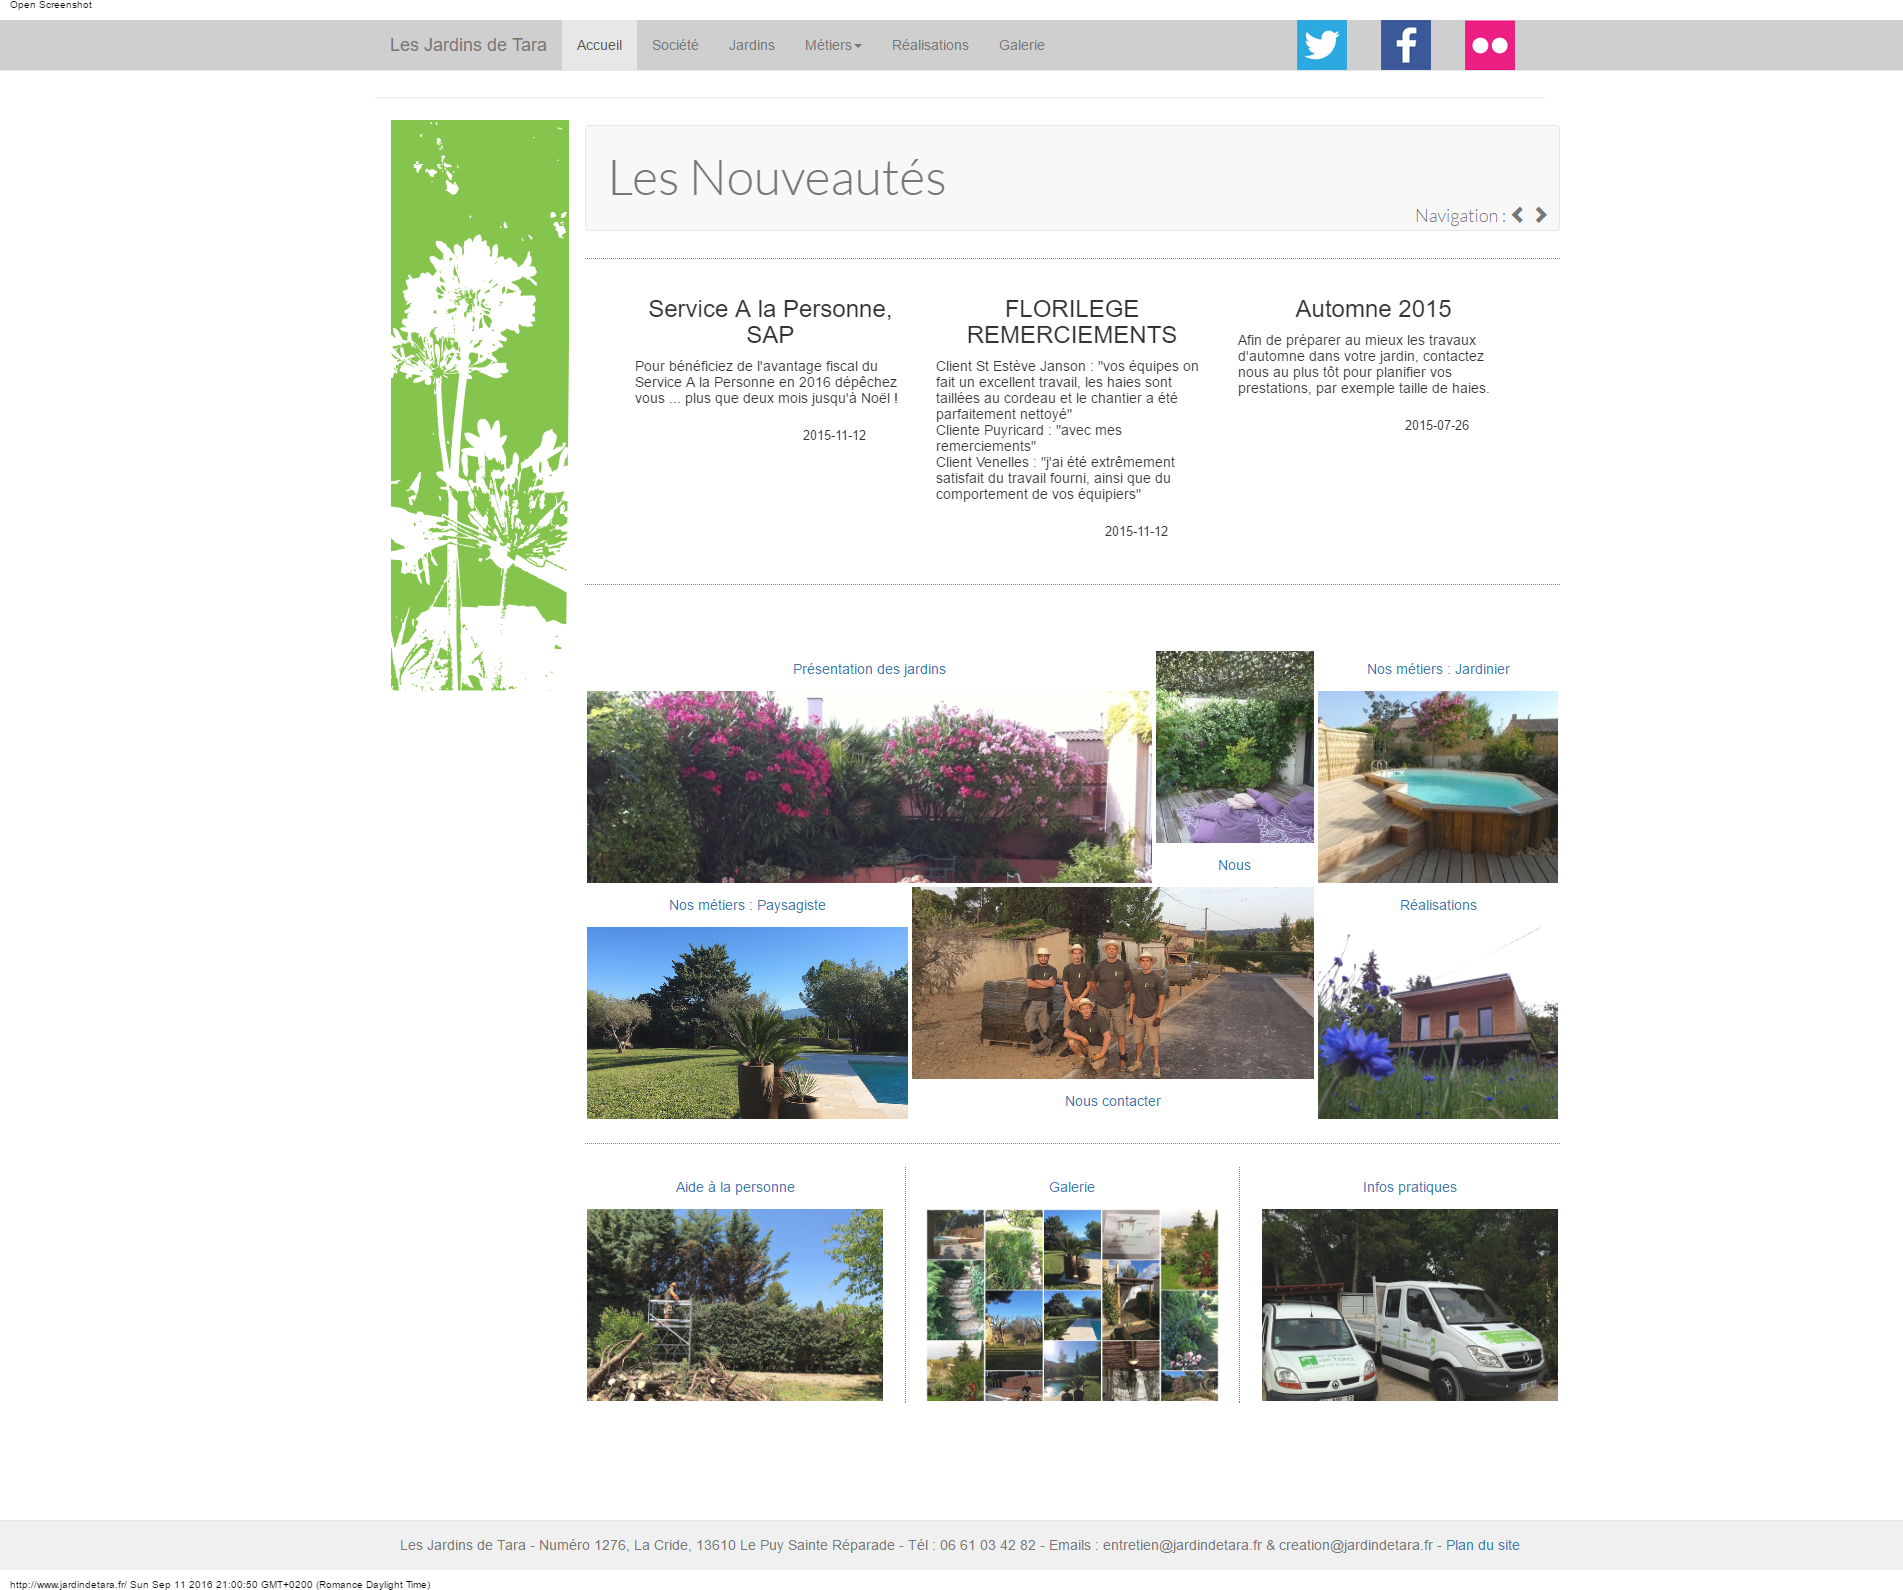 Open Screenshot
Les Jardins de Tara
Accueil
Société
Jardins
Métiers
Réalisations
Galerie
Les Nouveautés
Navigation :
Service A la Personne,
SAP
Pour bénéficiez de l'avantage fiscal du
Service A la Personne en 2016 dépêchez
vous ... plus que deux mois jusqu'à Noël !
2015-11-12
FLORILEGE
REMERCIEMENTS
Client St Estève Janson : "vos équipes on
fait un excellent travail, les haies sont
taillées au cordeau et le chantier a été
parfaitement nettoyé"
Cliente Puyricard : "avec mes
remerciements"
Client Venelles : "j'ai été extrêmement
satisfait du travail fourni, ainsi que du
comportement de vos équipiers"
2015-11-12
Automne 2015
Afin de préparer au mieux les travaux
d'automne dans votre jardin, contactez
nous au plus tôt pour planifier vos
prestations, par exemple taille de haies.
2015-07-26
Présentation des jardins
Nos métiers : Jardinier
Nous
Nos métiers : Paysagiste
Réalisations
Nous contacter
Aide à la personne
Galerie
Infos pratiques
de Tara
Les Jardins de Tara - Numéro 1276, La Cride, 13610 Le Puy Sainte Réparade - Tél : 06 61 03 42 82 - Emails : entretien@jardindetara.fr & creation@jardindetara.fr - Plan du site
http://www.jardindetara.fr/ Sun Sep 11 2016 21:00:50 GMT+0200 (Romance Daylight Time)